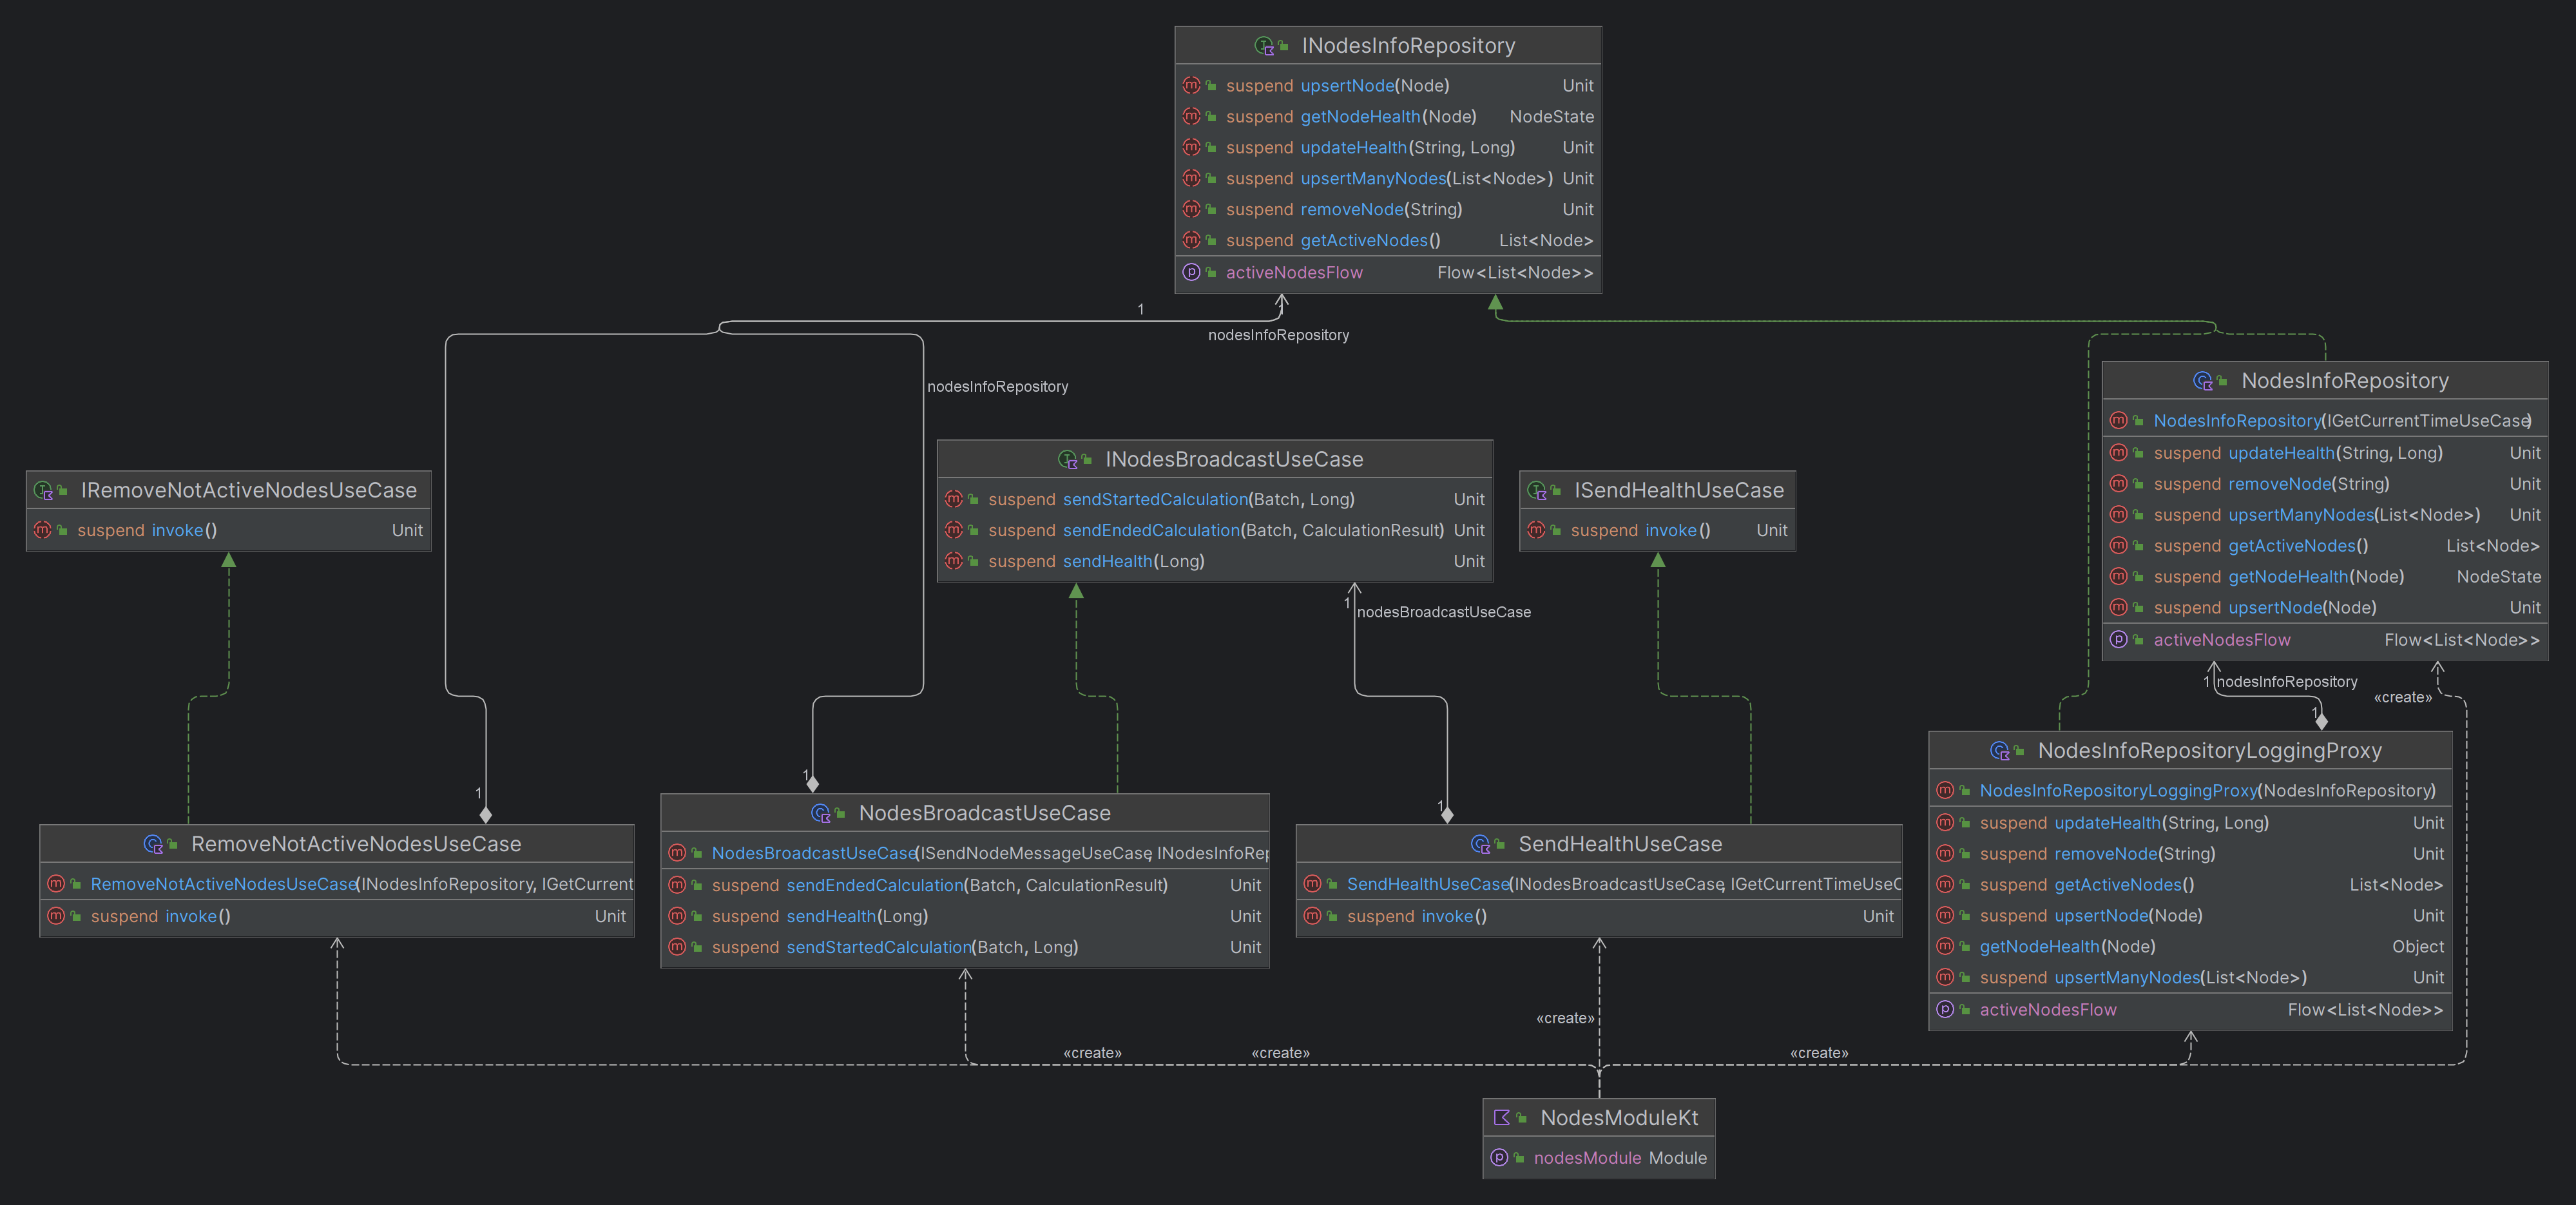 INodesInfoRepository
suspend upsertNode(Node) Unit
suspend getNodeHealth(Node) NodeState
suspend updateHealth(String, Long) Unit
suspend upsertManyNodes(List<Node>) Unit
suspend removeNode(String) Unit
suspend getActiveNodes() List<Node>
activeNodesFlow Flow<List<Node>>
1
1
nodesInfoRepository
nodesInfoRepository
NodesInfoRepository
NodesInfoRepository(IGetCurrentTimeUseCase)
suspend updateHealth(String, Long) Unit
suspend removeNode(String) Unit
suspend upsertManyNodes(List<Node>) Unit
suspend getActiveNodes() List<Node>
suspend getNodeHealth(Node) NodeState
suspend upsertNode(Node) Unit
activeNodesFlow Flow<List<Node>>
INodesBroadcastUseCase
suspend sendStartedCalculation(Batch, Long) Unit
suspend sendEndedCalculation(Batch, CalculationResult) Unit
suspend sendHealth(Long) Unit
IRemoveNotActiveNodesUseCase
suspend invoke() Unit
ISendHealthUseCase
suspend invoke() Unit
1
nodesBroadcastUseCase
1
nodesInfoRepository
«create»
1
NodesInfoRepositoryLoggingProxy
NodesInfoRepositoryLoggingProxy(NodesInfoRepository)
suspend updateHealth(String, Long) Unit
suspend removeNode(String) Unit
suspend getActiveNodes() List<Node>
suspend upsertNode(Node) Unit
getNodeHealth(Node) Object
suspend upsertManyNodes(List<Node>) Unit
activeNodesFlow Flow<List<Node>>
1
1
1
RemoveNotActiveNodesUseCase
RemoveNotActiveNodesUseCase(INodesInfoRepository, IGetCurrent
suspend invoke() Unit
NodesBroadcastUseCase
NodesBroadcastUseCase(ISendNodeMessageUseCase, INodesInfoRep
suspend sendEndedCalculation(Batch, CalculationResult) Unit
suspend sendHealth(Long) Unit
suspend sendStartedCalculation(Batch, Long) Unit
SendHealthUseCase
SendHealthUseCase(INodesBroadcastUseCase, IGetCurrentTimeUseC
suspend invoke() Unit
«create»
«create»
«create»
«create»
NodesModuleKt
nodesModule Module